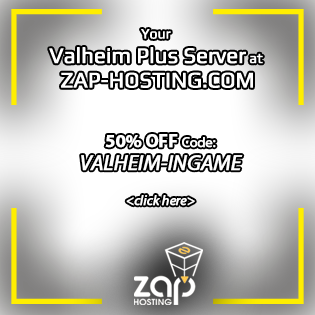 Your
Valheim Plus Server at
ZAP-HOSTING.COM
50% OFF Code:
VALHEIM-INGAME
<click here>
zap
HOSTING